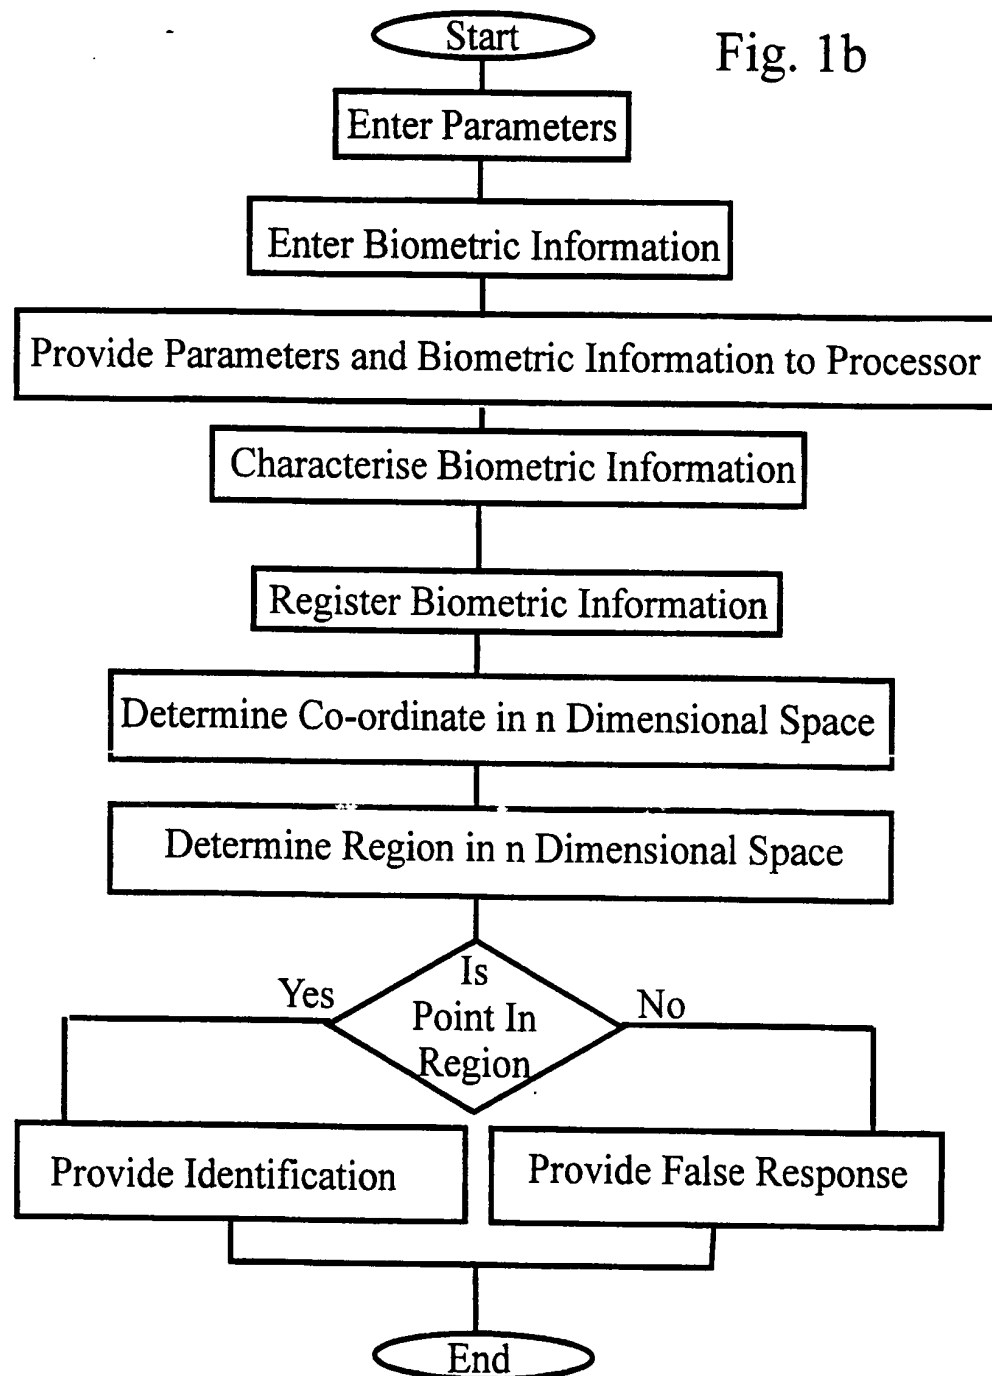 Start
Fig. 1b
Enter Parameters
Enter Biometric Information
Provide Parameters and Biometric Information to Processor
Characterise Biometric Information
Register Biometric Information
Determine Co-ordinate in n Dimensional Space
Determine Region in n Dimensional Space
Is
Point In
Region
Yes
No
Provide Identification
Provide False Response
End